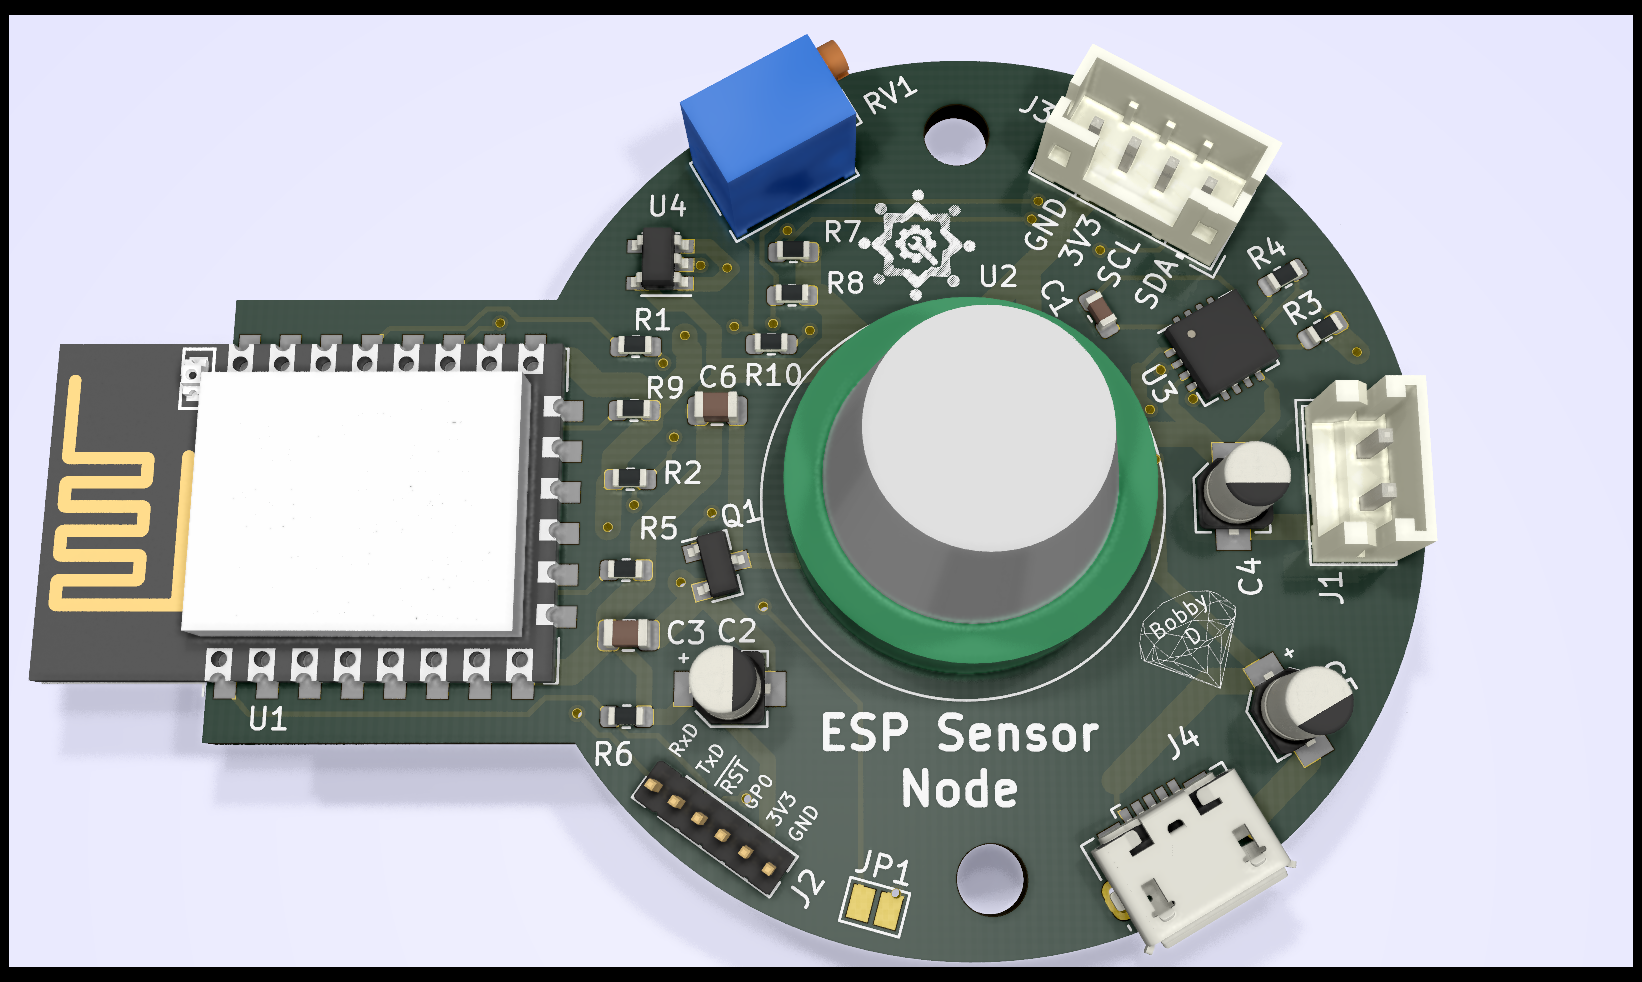 RV1
J3
U4
R7
R8
U2
GND
3V3
SCL
SDA
C1
R4
R3
U3
R1
R9
C6
R10
R2
R5
Q1
C3
C2
+
U1
R6
RxD
TxD
RST
GPO
3V3
GND
J2
JP1
ESP Sensor
Node
C4
J1
Bobby
D
+
C5
J4